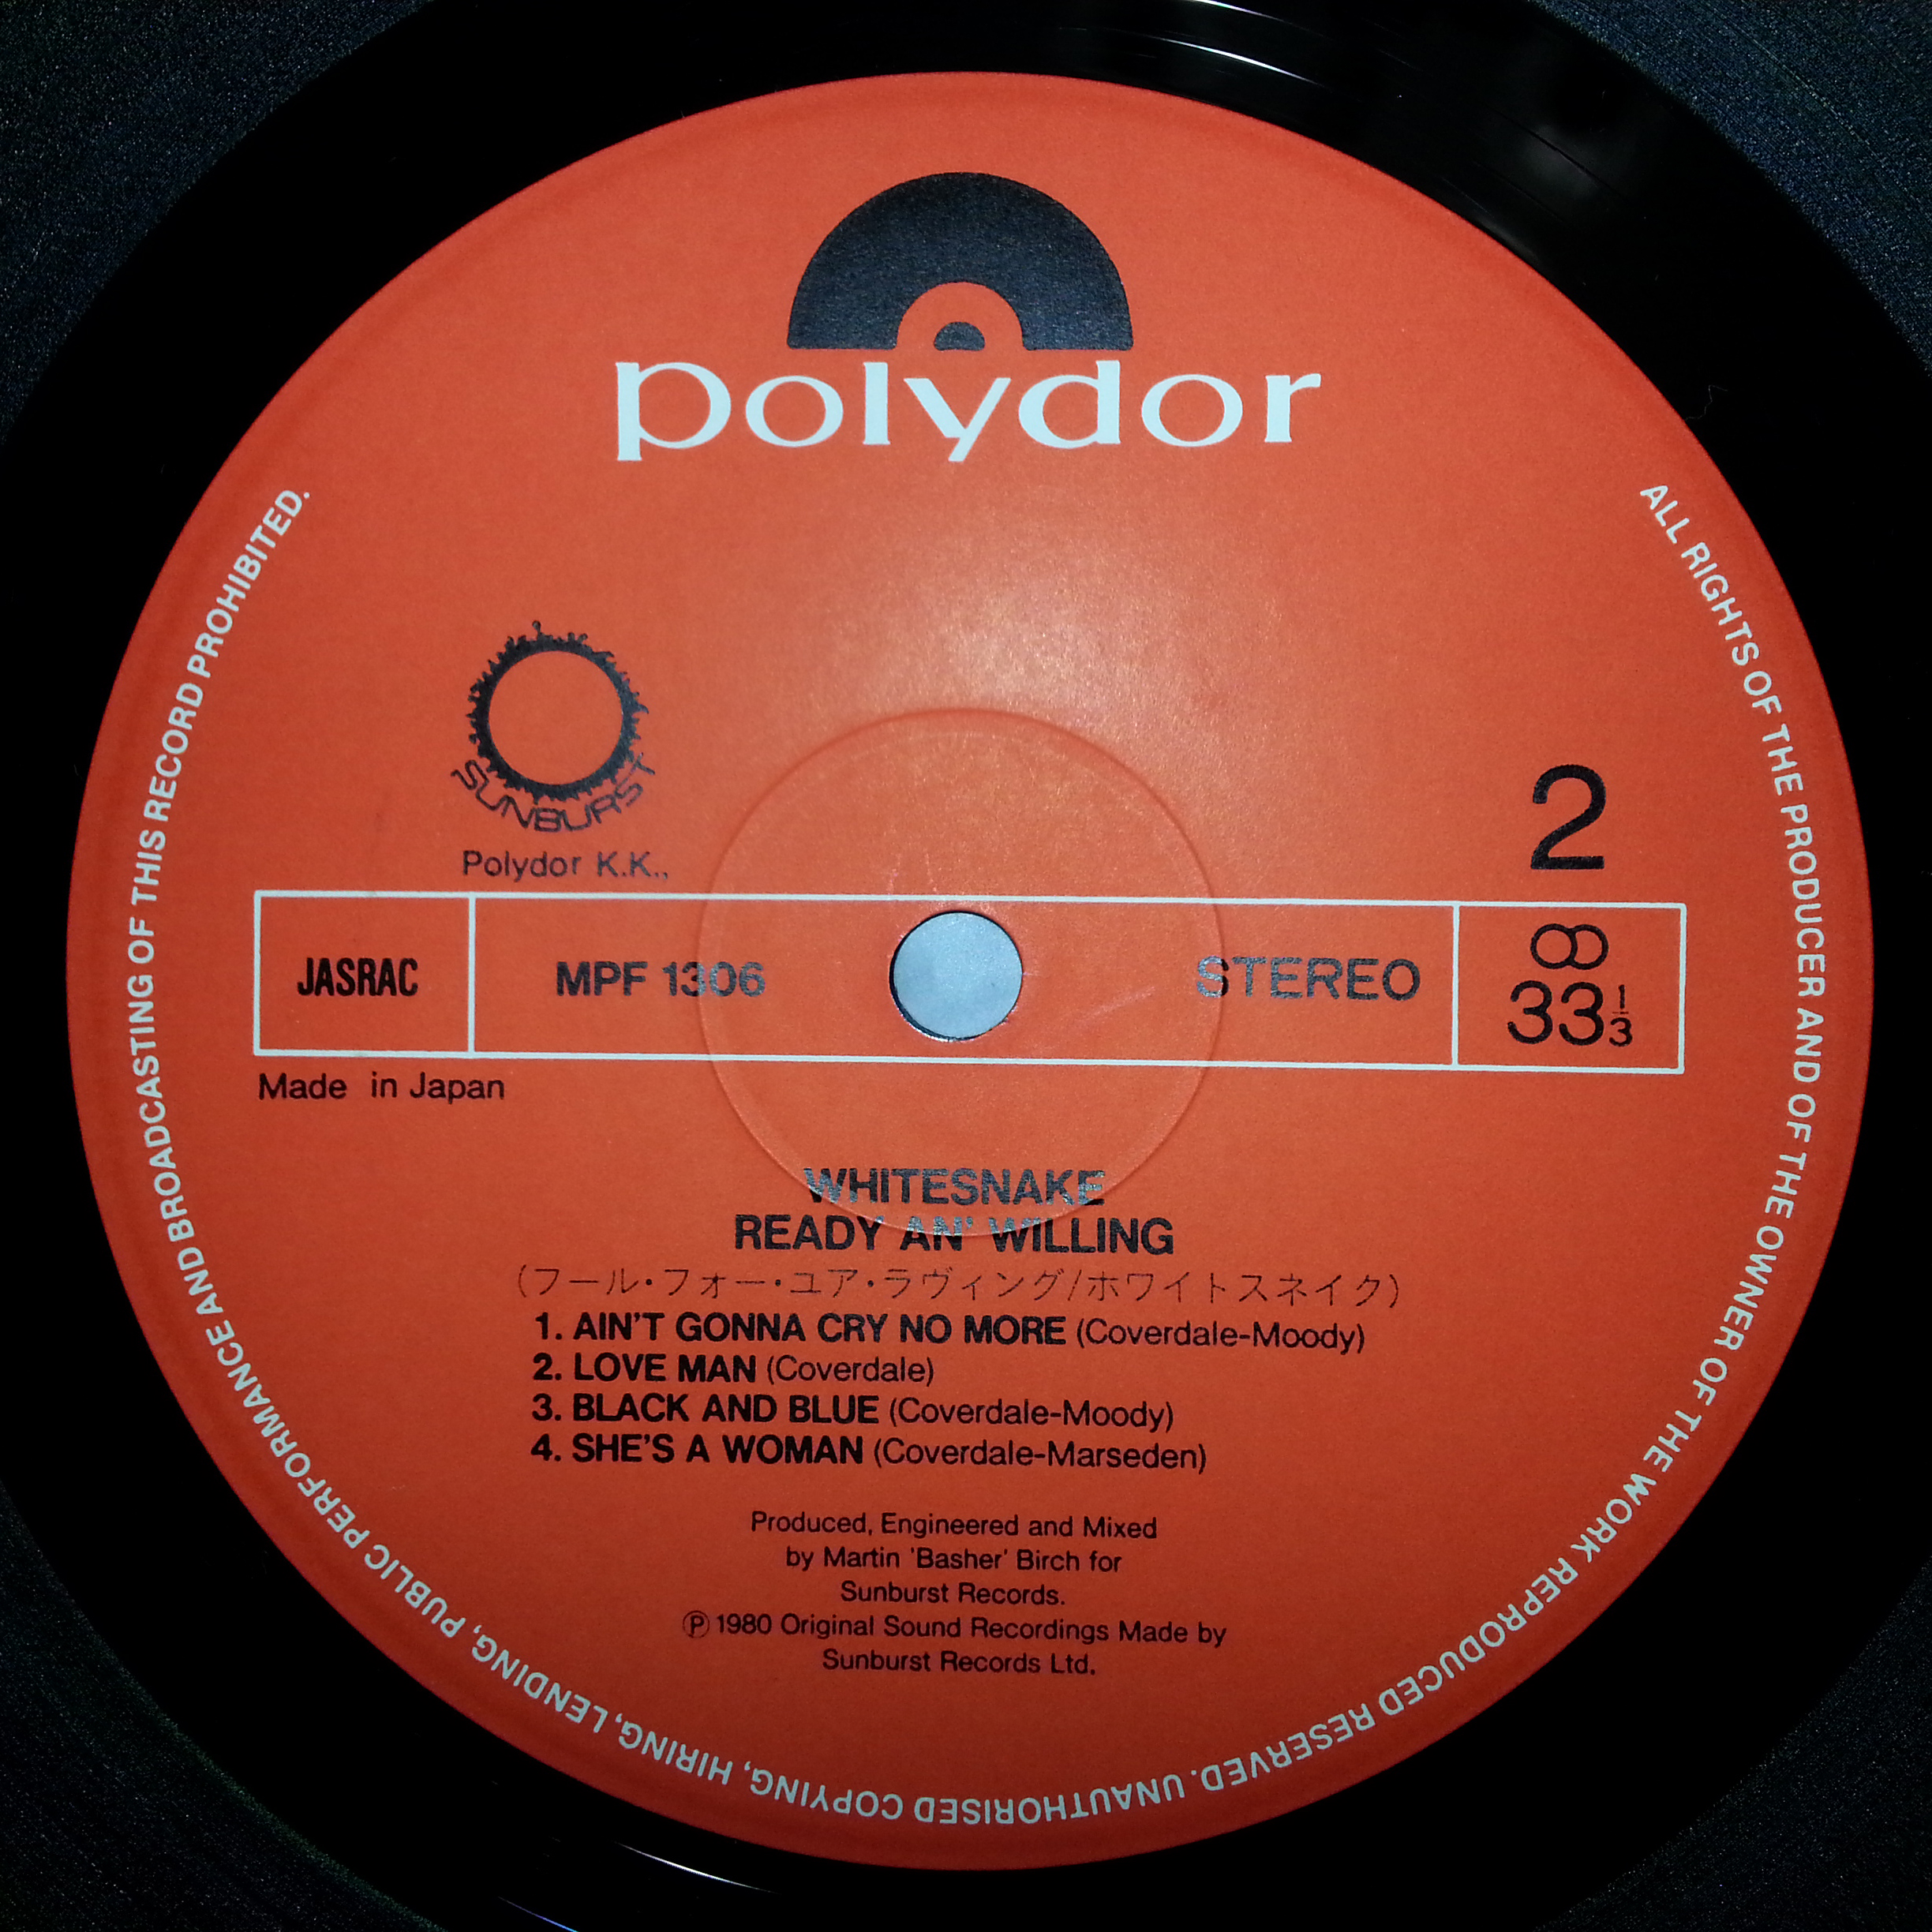 polydor
SUNBURST
Polydor K.K.,
2
JASRAC
MPF 1306
STEREO
33 1/3
Made in Japan
WHITESNAKE
READY AN' WILLING
(フール・フォー・ユア・ラヴィング/ホワイトスネイク)
1. AIN'T GONNA CRY NO MORE (Coverdale-Moody)
2. LOVE MAN (Coverdale)
3. BLACK AND BLUE (Coverdale-Moody)
4. SHE'S A WOMAN (Coverdale-Marseden)
Produced, Engineered and Mixed
by Martin 'Basher' Birch for
Sunburst Records.
Ⓟ 1980 Original Sound Recordings Made by
Sunburst Records Ltd.
ALL RIGHTS OF THE PRODUCER AND OF THE OWNER OF THE WORK REPRODUCED RESERVED. UNAUTHORISED COPYING, HIRING, LENDING, PUBLIC PERFORMANCE AND BROADCASTING OF THIS RECORD PROHIBITED.